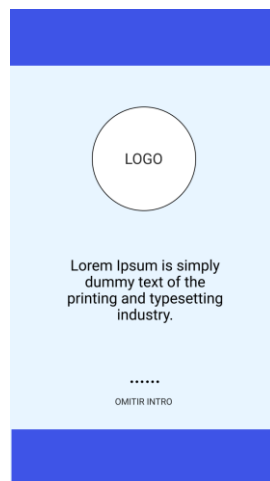 LOGO
Lorem Ipsum is simply
dummy text of the
printing and typesetting
industry.
......
OMITIR INTRO